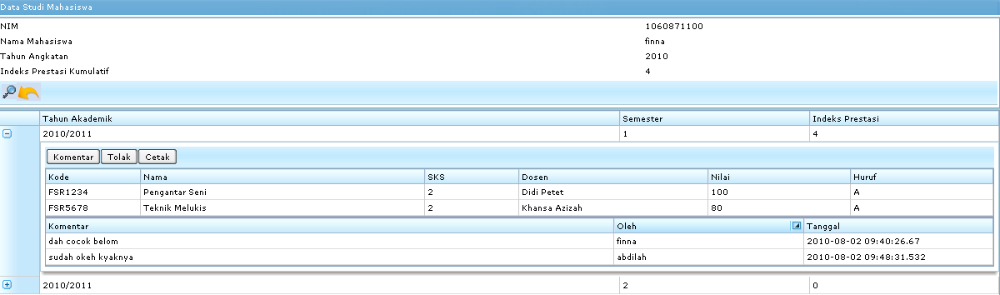 Data Studi Mahasiswa
NIM 1060871100
Nama Mahasiswa finna
Tahun Angkatan 2010
Indeks Prestasi Kumulatif 4
Tahun Akademik Semester Indeks Prestasi
2010/2011 1 4
Komentar Tolak Cetak
Kode Nama SKS Dosen Nilai Huruf
FSR1234 Pengantar Seni 2 Didi Petet 100 A
FSR5678 Teknik Melukis 2 Khansa Azizah 80 A
Komentar Oleh Tanggal
dah cocok belom finna 2010-08-02 09:40:26.67
sudah okeh kyaknya abdilah 2010-08-02 09:48:31.532
2010/2011 2 0